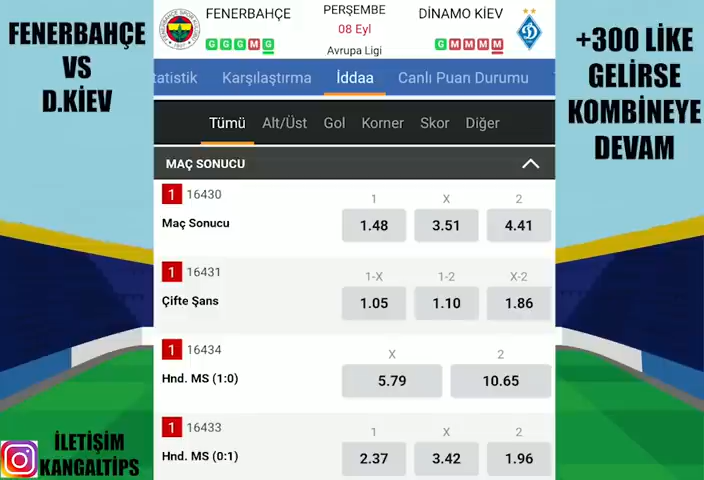 FENERBAHÇE
VS
D.KİEV
FENERBAHÇE
G G G M G
PERŞEMBE
08 Eyl
Avrupa Ligi
DİNAMO KİEV
G M M M M
+300 LİKE
GELİRSE
KOMBİNEYE
DEVAM
tatistik Karşılaştırma İddaa Canlı Puan Durumu
Tümü Alt/Üst Gol Korner Skor Diğer
MAÇ SONUCU
1 16430
Maç Sonucu
1 X 2
1.48 3.51 4.41
1 16431
Çifte Şans
1-X 1-2 X-2
1.05 1.10 1.86
1 16434
Hnd. MS (1:0)
X 2
5.79 10.65
1 16433
Hnd. MS (0:1)
1 X 2
2.37 3.42 1.96
İLETİŞİM
KANGALTİPS